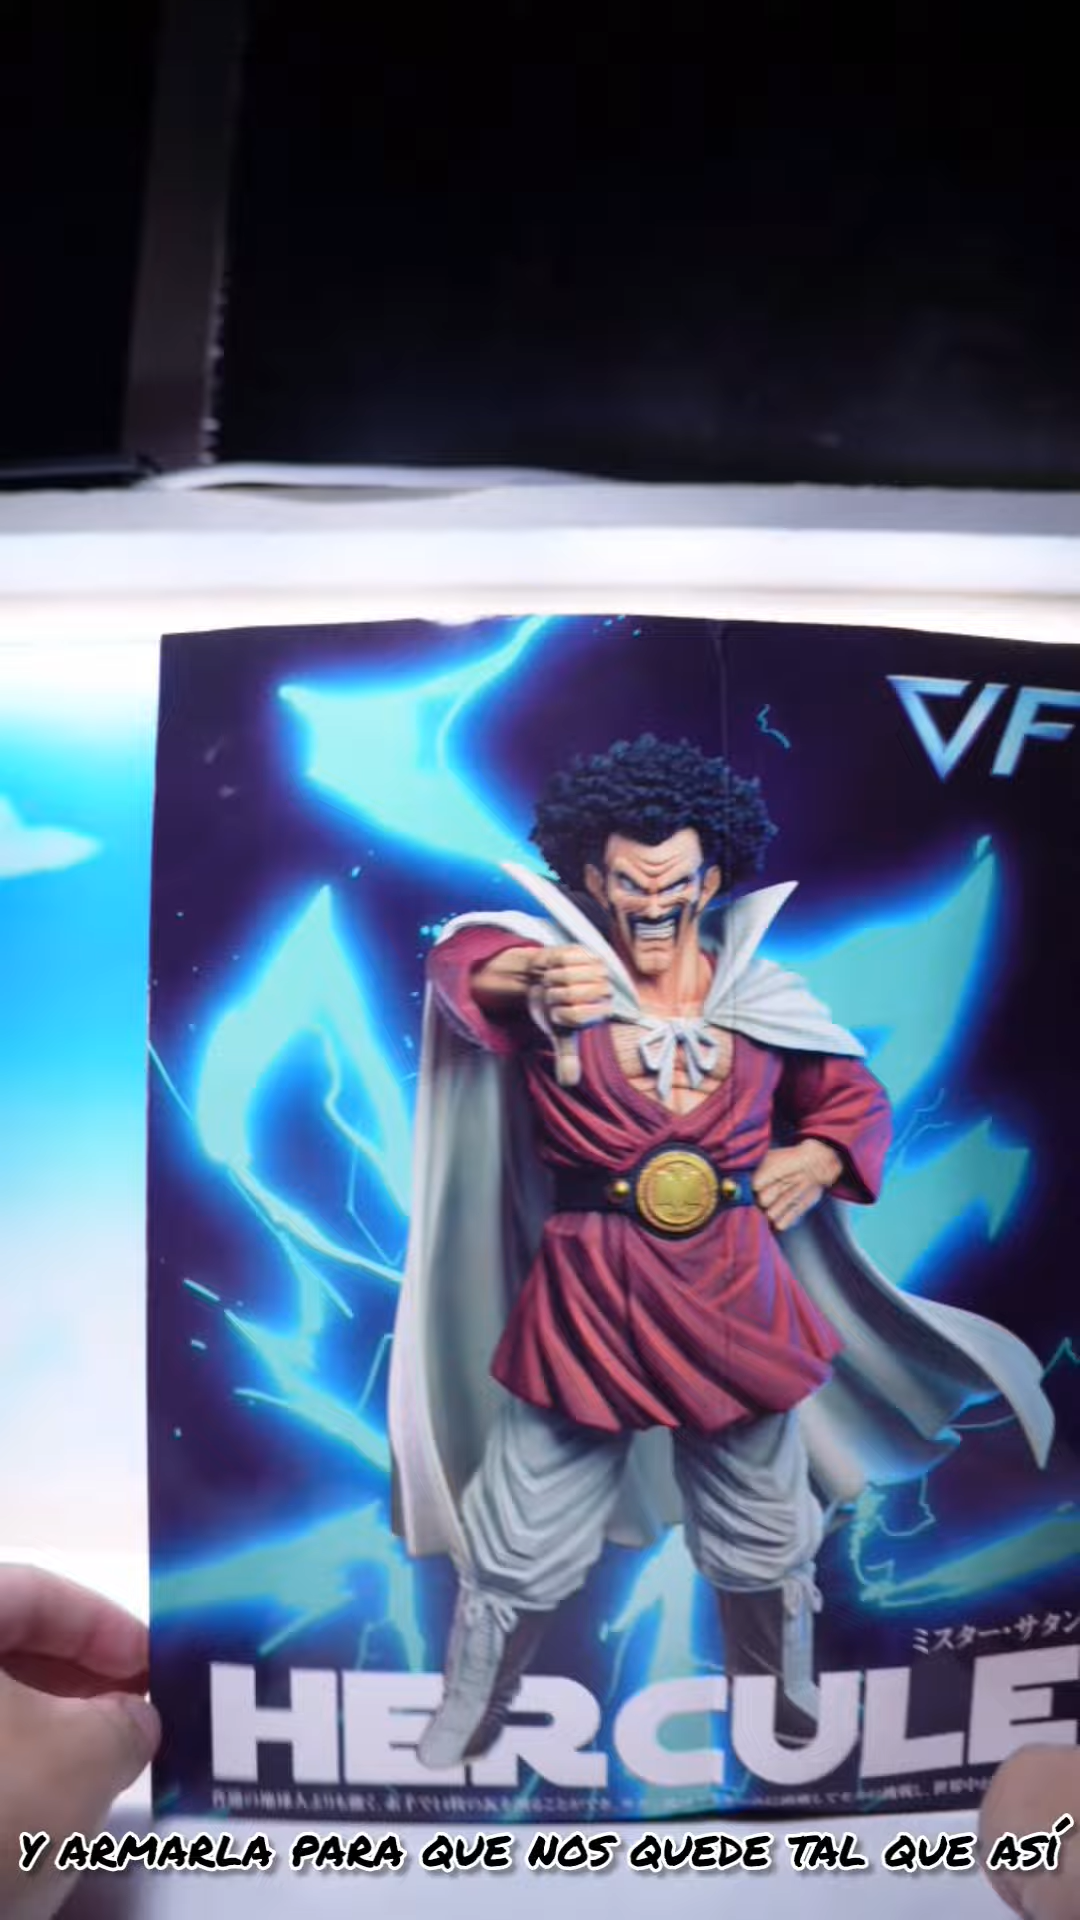 VF
ミスター・サタン
HERCULE
Y ARMARLA PARA QUE NOS QUEDE TAL QUE ASÍ